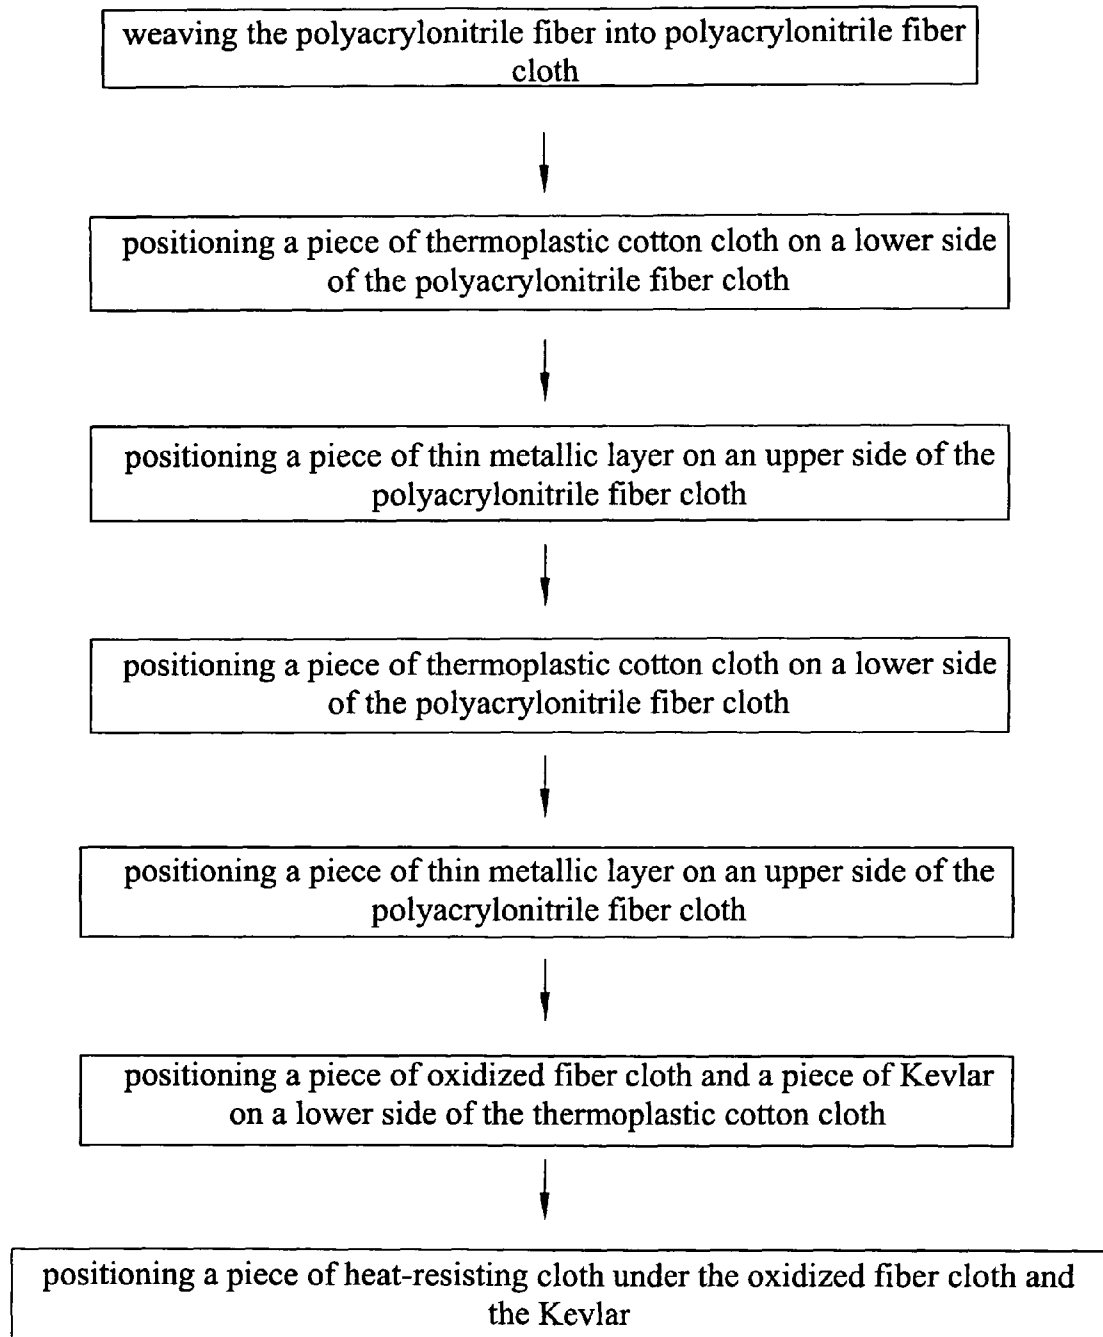 weaving the polyacrylonitrile fiber into polyacrylonitrile fiber
cloth
positioning a piece of thermoplastic cotton cloth on a lower side
of the polyacrylonitrile fiber cloth
positioning a piece of thin metallic layer on an upper side of the
polyacrylonitrile fiber cloth
positioning a piece of thermoplastic cotton cloth on a lower side
of the polyacrylonitrile fiber cloth
positioning a piece of thin metallic layer on an upper side of the
polyacrylonitrile fiber cloth
positioning a piece of oxidized fiber cloth and a piece of Kevlar
on a lower side of the thermoplastic cotton cloth
positioning a piece of heat-resisting cloth under the oxidized fiber cloth and
the Kevlar